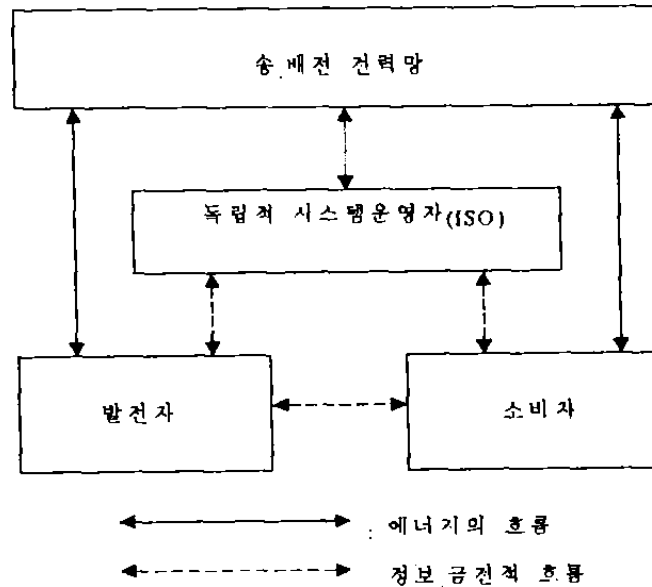 송배전 전력망
독립적 시스템운영자(ISO)
발전자
소비자
: 에너지의 흐름
정보 금전적 흐름